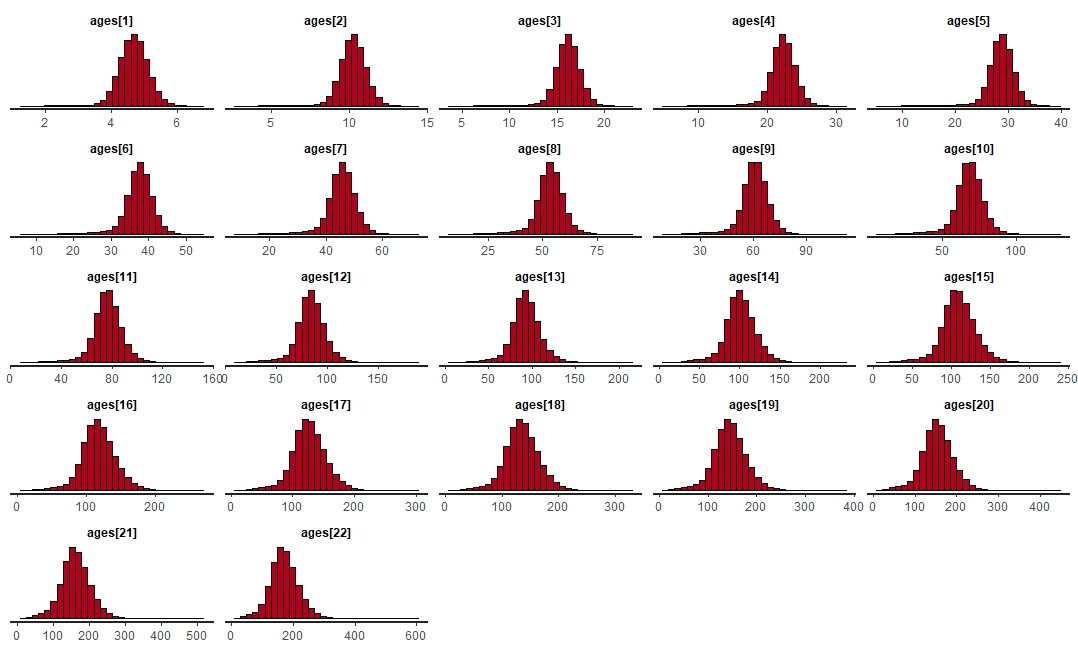 ages[1] ages[2] ages[3] ages[4] ages[5]
2 4 6 5 10 15 5 10 15 20 10 20 30 10 20 30 40
ages[6] ages[7] ages[8] ages[9] ages[10]
10 20 30 40 50 20 40 60 25 50 75 30 60 90 50 100
ages[11] ages[12] ages[13] ages[14] ages[15]
0 40 80 120 160 50 100 150 0 50 100 150 200 0 50 100 150 200 0 50 100 150 200 250
ages[16] ages[17] ages[18] ages[19] ages[20]
0 100 200 0 100 200 300 0 100 200 300 0 100 200 300 400 0 100 200 300 400
ages[21] ages[22]
0 100 200 300 400 500 0 200 400 600